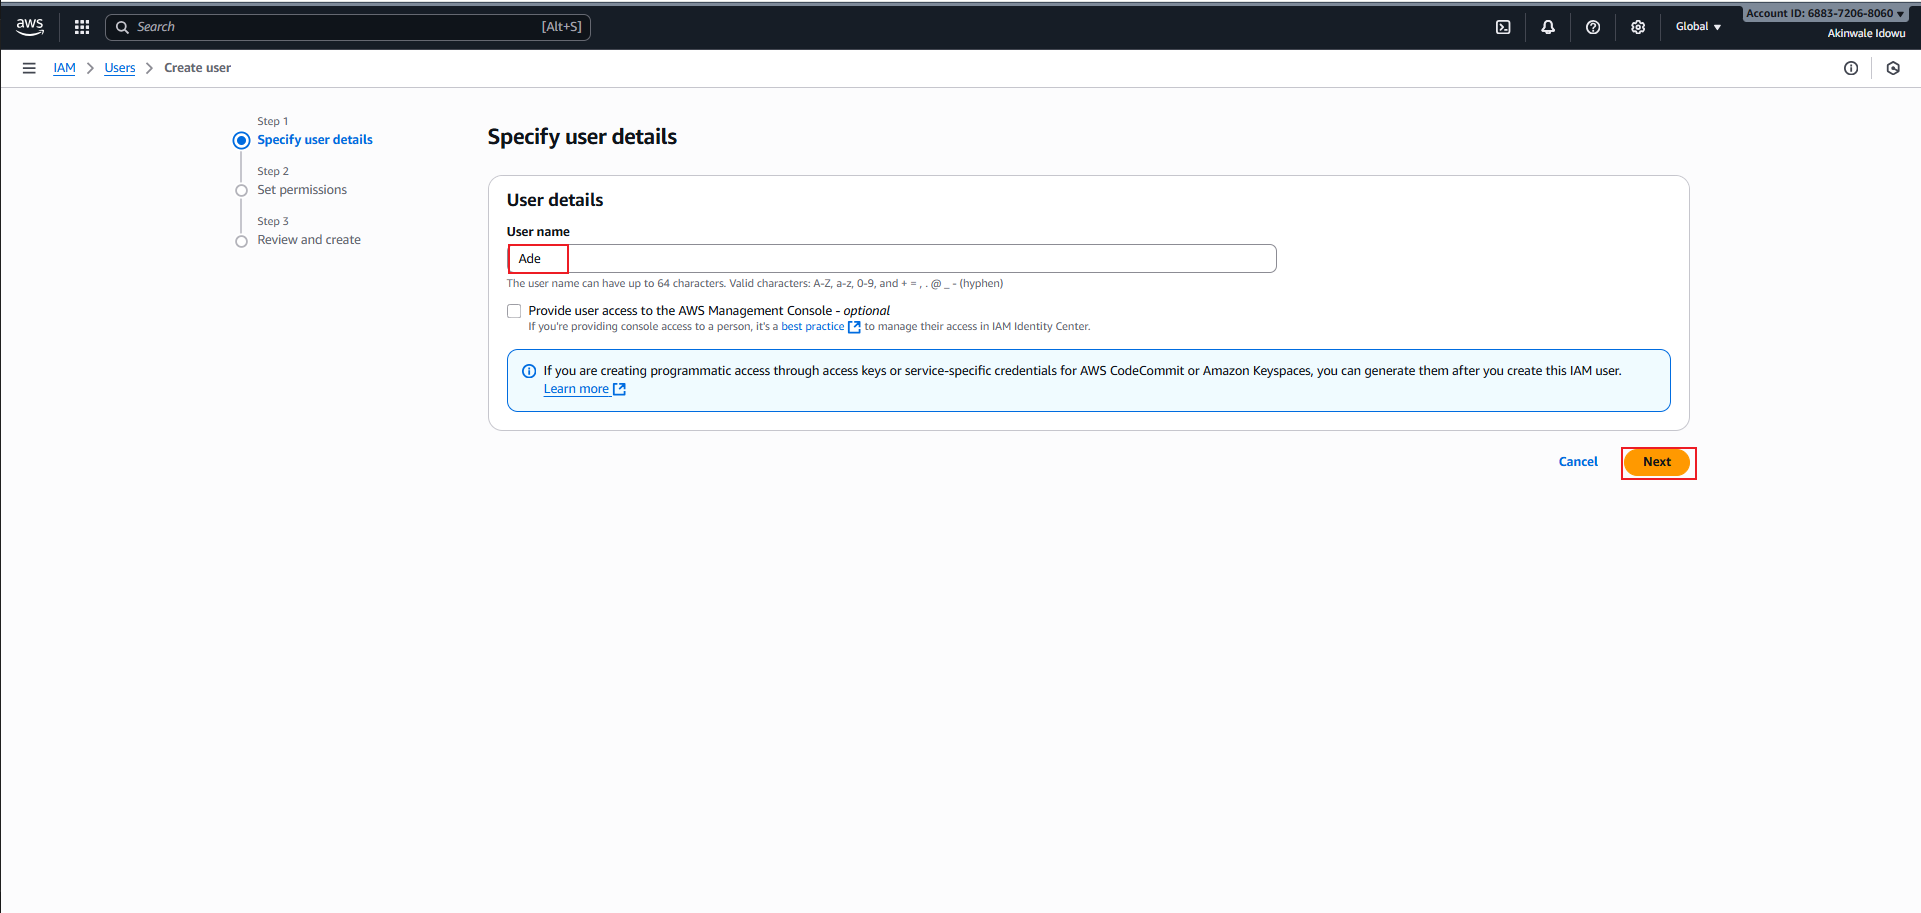 aws
Search [Alt+S]
Global
Account ID: 6883-7206-8060
Akinwale Idowu
IAM Users Create user
Step 1
Specify user details
Step 2
Set permissions
Step 3
Review and create
Specify user details
User details
User name
Ade
The user name can have up to 64 characters. Valid characters: A-Z, a-z, 0-9, and + = , . @ _ - (hyphen)
Provide user access to the AWS Management Console - optional
If you're providing console access to a person, it's a best practice to manage their access in IAM Identity Center.
If you are creating programmatic access through access keys or service-specific credentials for AWS CodeCommit or Amazon Keyspaces, you can generate them after you create this IAM user.
Learn more
Cancel Next